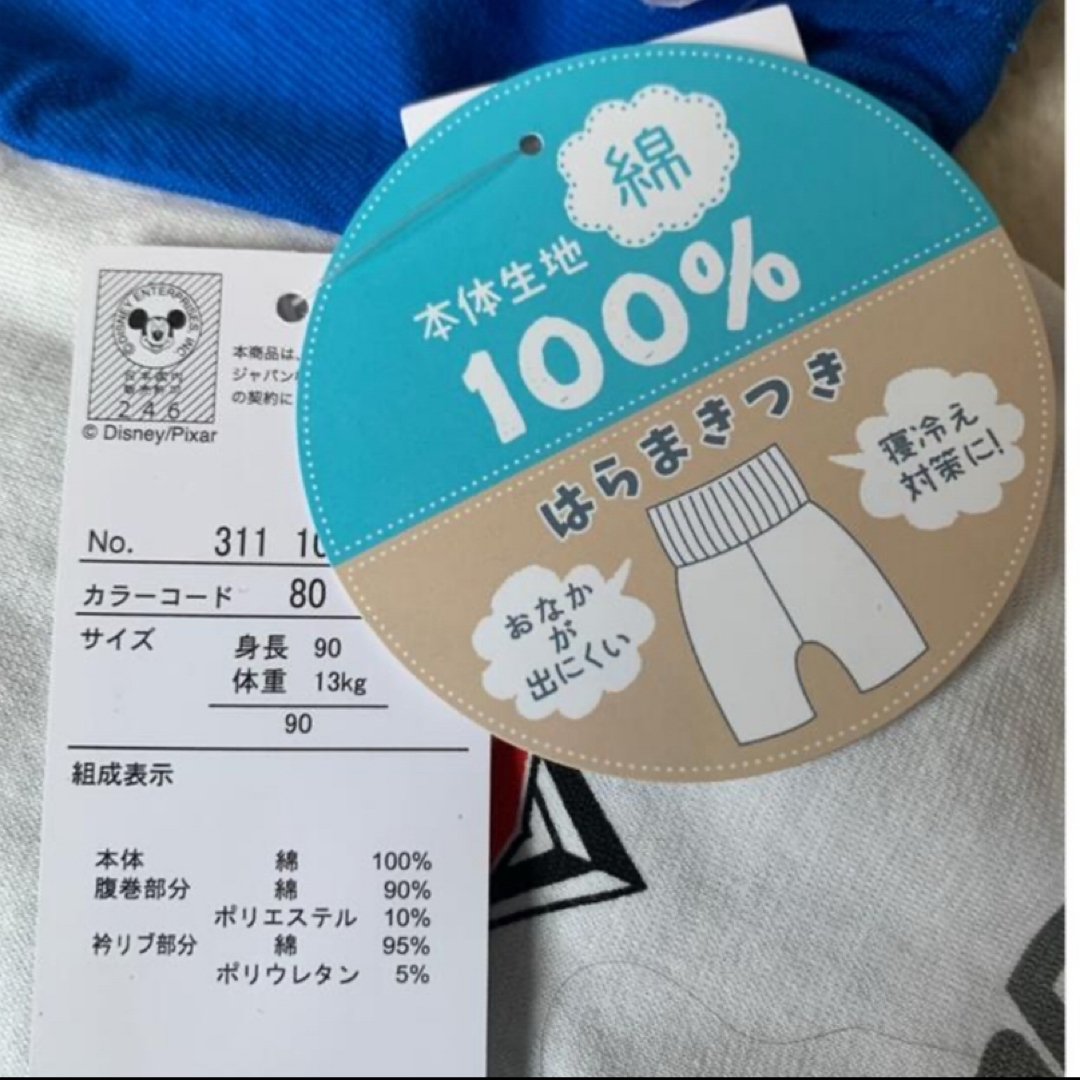 綿
本体生地
100%
はらまきつき
寝冷え
対策に!
おなか
が
出にくい
©DISNEY ENTERPRISES INC
246
© Disney/Pixar
本商品は、
ジャパン
の契約に
No. 311 10
カラーコード 80
サイズ 身長 90
体重 13kg
90
組成表示
本体 綿 100%
腹巻部分 綿 90%
ポリエステル 10%
衿リブ部分 綿 95%
ポリウレタン 5%